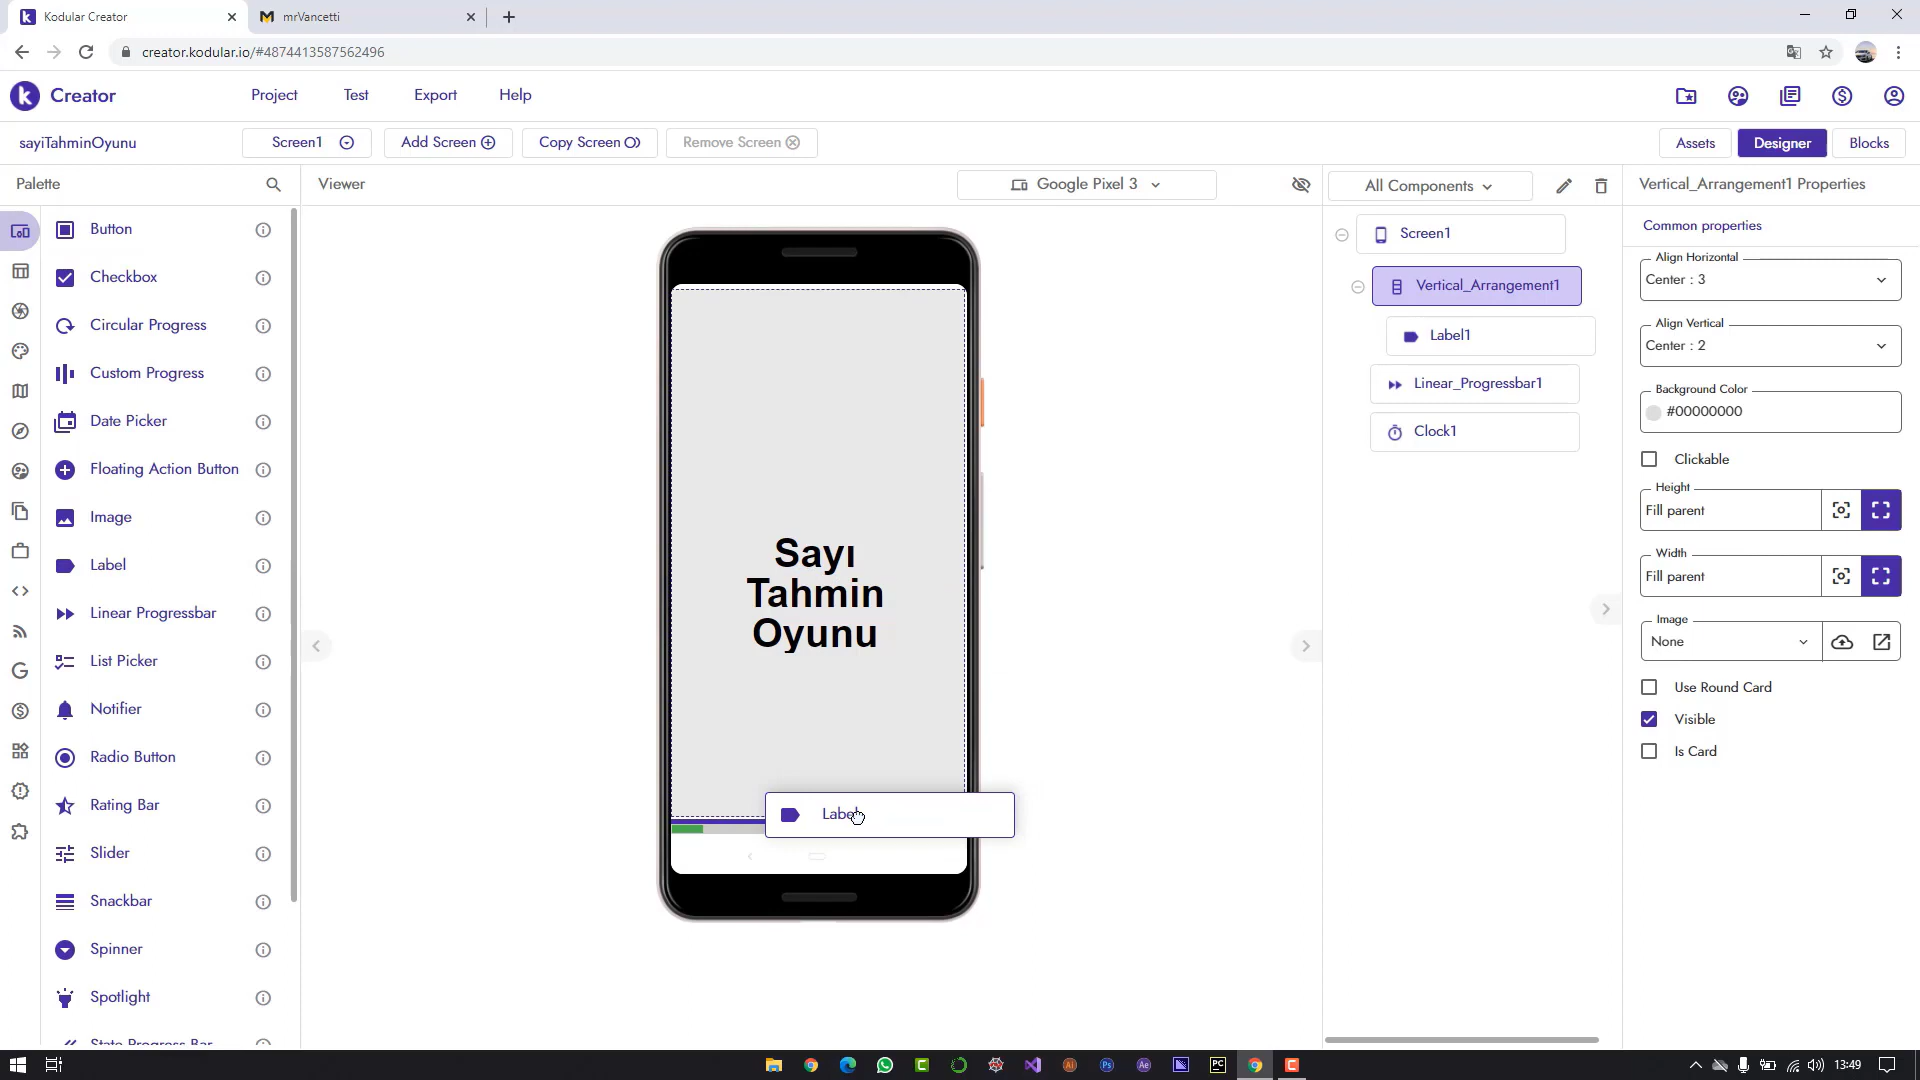 Kodular Creator
mrVancetti
creator.kodular.io/#4874413587562496
Creator
Project
Test
Export
Help
sayiTahminOyunu
Screen1
Add Screen
Copy Screen
Remove Screen
Assets
Designer
Blocks
Palette
Viewer
Google Pixel 3
All Components
Vertical_Arrangement1 Properties
Button
Checkbox
Circular Progress
Custom Progress
Date Picker
Floating Action Button
Image
Label
Linear Progressbar
List Picker
Notifier
Radio Button
Rating Bar
Slider
Snackbar
Spinner
Spotlight
State Progress Bar
Sayı
Tahmin
Oyunu
Label
Screen1
Vertical_Arrangement1
Label1
Linear_Progressbar1
Clock1
Common properties
Align Horizontal
Center : 3
Align Vertical
Center : 2
Background Color
#00000000
Clickable
Height
Fill parent
Width
Fill parent
Image
None
Use Round Card
Visible
Is Card
13:49